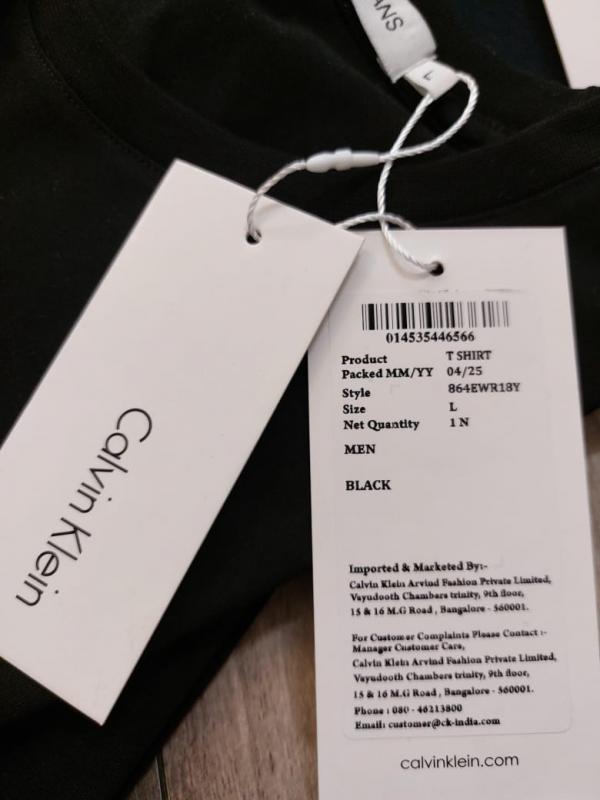 ANS
L
Calvin Klein
014535446566
Product T SHIRT
Packed MM/YY 04/25
Style 864EWR18Y
Size L
Net Quantity 1 N
MEN
BLACK
Imported & Marketed By:-
Calvin Klein Arvind Fashion Private Limited,
Vayudooth Chambers trinity, 9th floor,
15 & 16 M.G Road , Bangalore - 560001.
For Customer Complaints Please Contact :-
Manager Customer Care,
Calvin Klein Arvind Fashion Private Limited,
Vayudooth Chambers trinity, 9th floor,
15 & 16 M.G Road , Bangalore - 560001.
Phone : 080 - 46213800
Email: customer@ck-india.com
calvinklein.com